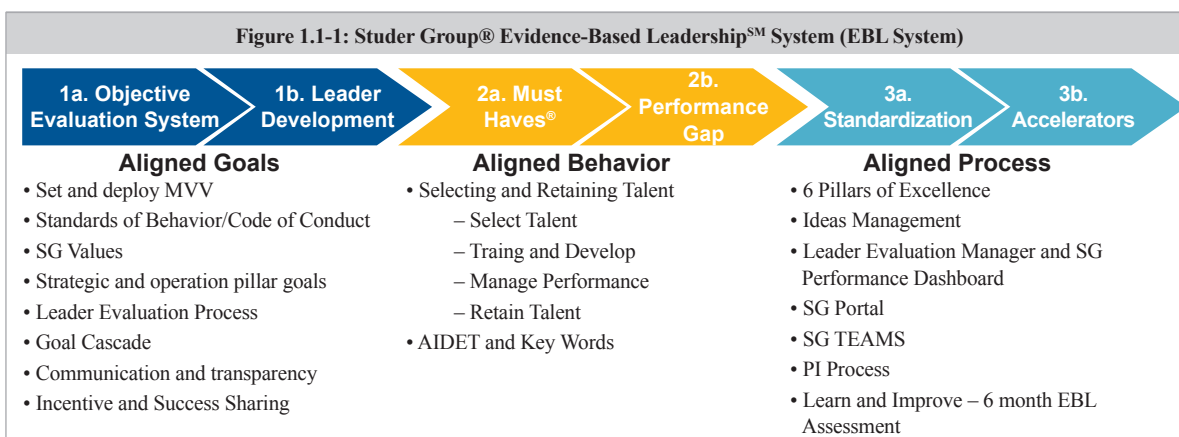 Figure 1.1-1: Studer Group® Evidence-Based Leadership℠ System (EBL System)
1a. Objective
Evaluation System
1b. Leader
Development
2a. Must
Haves®
2b.
Performance
Gap
3a.
Standardization
3b.
Accelerators
Aligned Goals
• Set and deploy MVV
• Standards of Behavior/Code of Conduct
• SG Values
• Strategic and operation pillar goals
• Leader Evaluation Process
• Goal Cascade
• Communication and transparency
• Incentive and Success Sharing
Aligned Behavior
• Selecting and Retaining Talent
– Select Talent
– Traing and Develop
– Manage Performance
– Retain Talent
• AIDET and Key Words
Aligned Process
• 6 Pillars of Excellence
• Ideas Management
• Leader Evaluation Manager and SG
Performance Dashboard
• SG Portal
• SG TEAMS
• PI Process
• Learn and Improve – 6 month EBL
Assessment